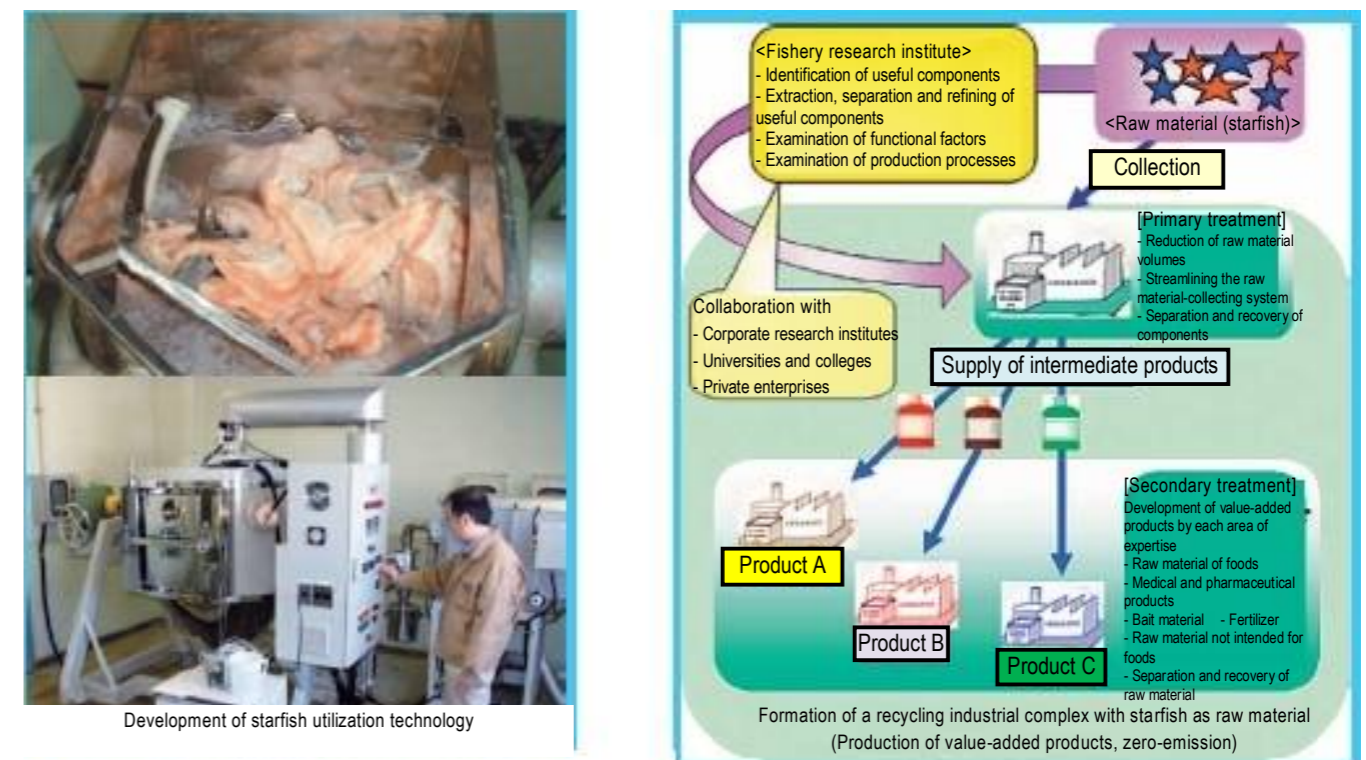 Development of starfish utilization technology
<Fishery research institute>
- Identification of useful components
- Extraction, separation and refining of
useful components
- Examination of functional factors
- Examination of production processes
<Raw material (starfish)>
Collection
[Primary treatment]
- Reduction of raw material
volumes
- Streamlining the raw
material-collecting system
- Separation and recovery of
components
Collaboration with
- Corporate research institutes
- Universities and colleges
- Private enterprises
Supply of intermediate products
Product A
Product B
Product C
[Secondary treatment]
Development of value-added
products by each area of
expertise
- Raw material of foods
- Medical and pharmaceutical
products
- Bait material - Fertilizer
- Raw material not intended for
foods
- Separation and recovery of
raw material
Formation of a recycling industrial complex with starfish as raw material
(Production of value-added products, zero-emission)